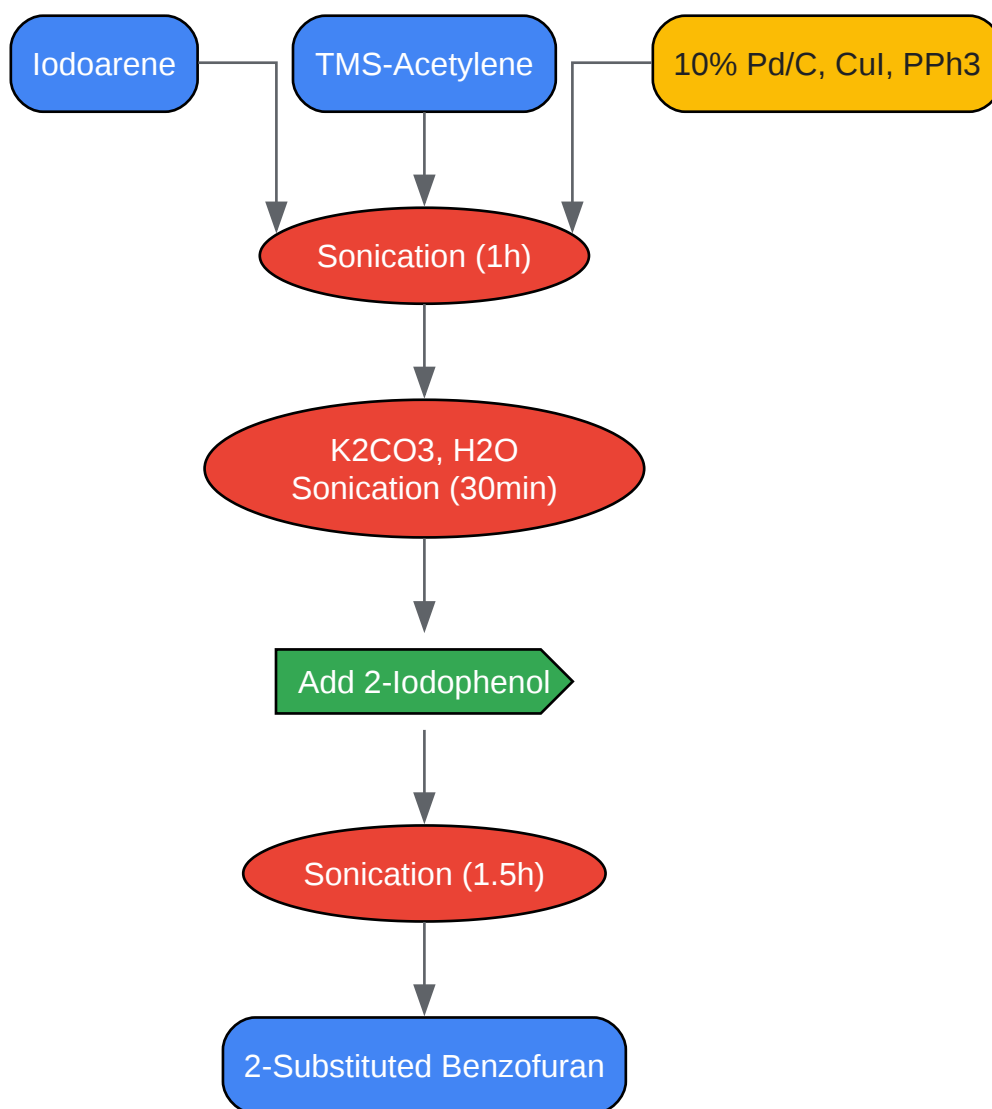 Iodoarene
TMS-Acetylene
10% Pd/C, CuI, PPh3
Sonication (1h)
K2CO3, H2O
Sonication (30min)
Add 2-Iodophenol
Sonication (1.5h)
2-Substituted Benzofuran